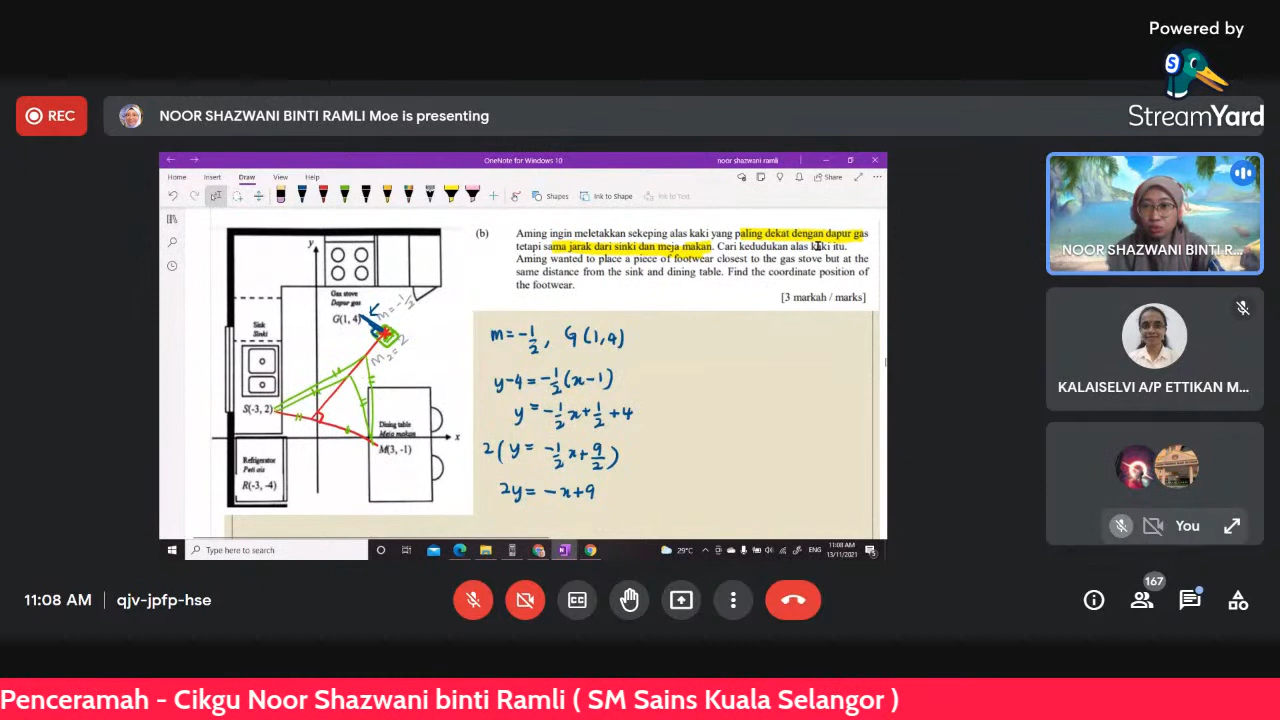 Powered by
S
StreamYard
REC
NOOR SHAZWANI BINTI RAMLI Moe is presenting
OneNote for Windows 10
noor shazwani ramli
Home Insert Draw View Help
Shapes
Ink to Shape
Ink to Text
Share
(b) Aming ingin meletakkan sekeping alas kaki yang paling dekat dengan dapur gas
tetapi sama jarak dari sinki dan meja makan. Cari kedudukan alas kaki itu.
Aming wanted to place a piece of footwear closest to the gas stove but at the
same distance from the sink and dining table. Find the coordinate position of
the footwear.
[3 markah / marks]
y
Gas stove
Dapur gas
G(1, 4)
m=-1/2
m₂=2
Sink
Sinki
S(-3, 2)
Dining table
Meja makan
M(3, -1)
x
Refrigerator
Peti ais
R(-3, -4)
m=-1/2, G(1,4)
y-4=-1/2(x-1)
y=-1/2x+1/2+4
2(y=-1/2x+9/2)
2y=-x+9
Type here to search
29°C
ENG
11:08 AM
13/11/2021
NOOR SHAZWANI BINTI R...
KALAISELVI A/P ETTIKAN M...
You
11:08 AM qjv-jpfp-hse
CC
167
Penceramah - Cikgu Noor Shazwani binti Ramli ( SM Sains Kuala Selangor )